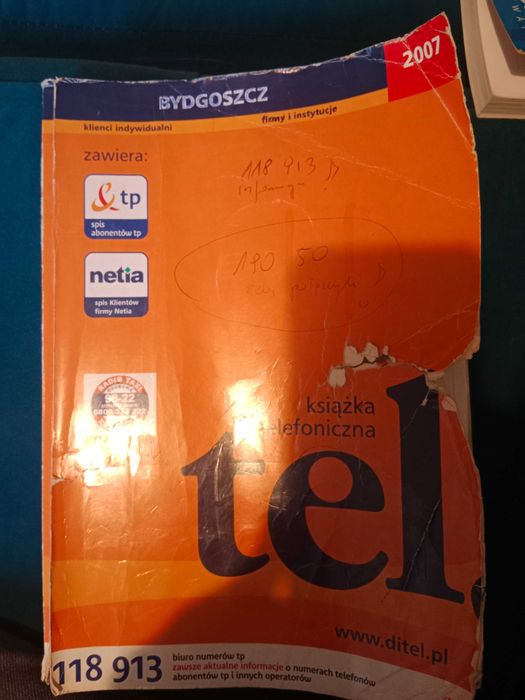 2007
BYDGOSZCZ
klienci indywidualni
firmy i instytucje
zawiera:
118 913
tp
spis
abonentów tp
190 50
netia
spis Klientów
firmy Netia
RADIO TAXI
książka
telefoniczna
tel.
www.ditel.pl
118 913
biuro numerów tp
zawsze aktualne informacje o numerach telefonów
abonentów tp i innych operatorów